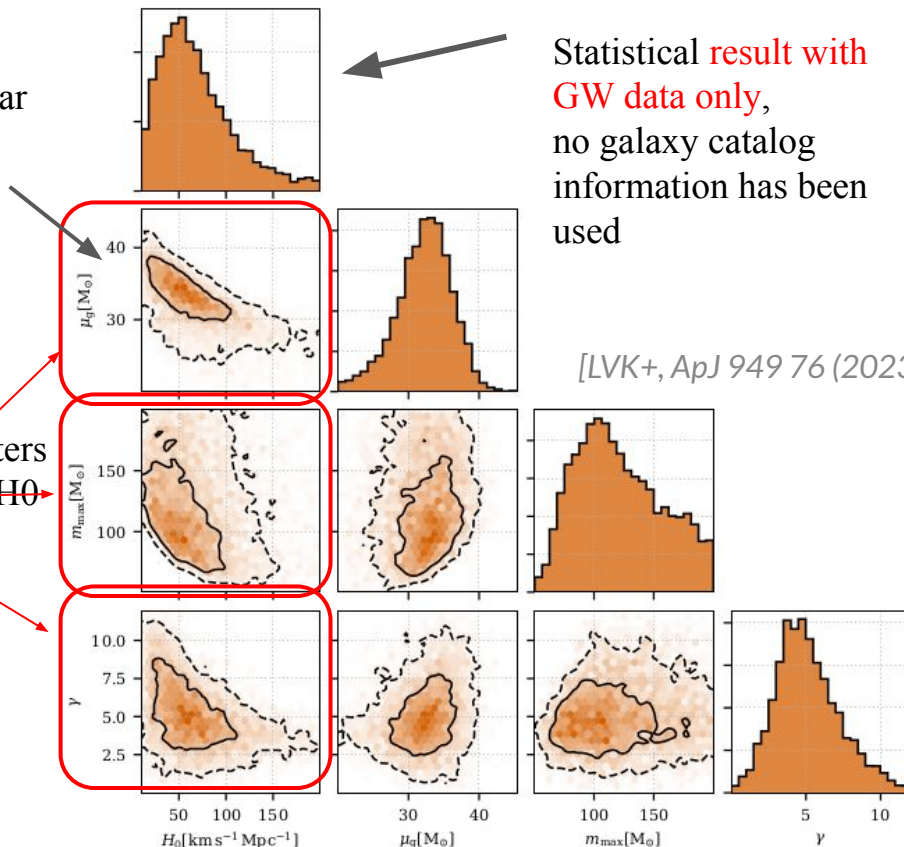 ar
Statistical result with
GW data only,
no galaxy catalog
information has been
used
[LVK+, ApJ 949 76 (2023
ters
H0
μg[M⊙]
40
30
mmax[M⊙]
150
100
γ
10.0
7.5
5.0
2.5
50 100 150
H0[km s−1 Mpc−1]
30 40
μg[M⊙]
100 150
mmax[M⊙]
5 10
γ